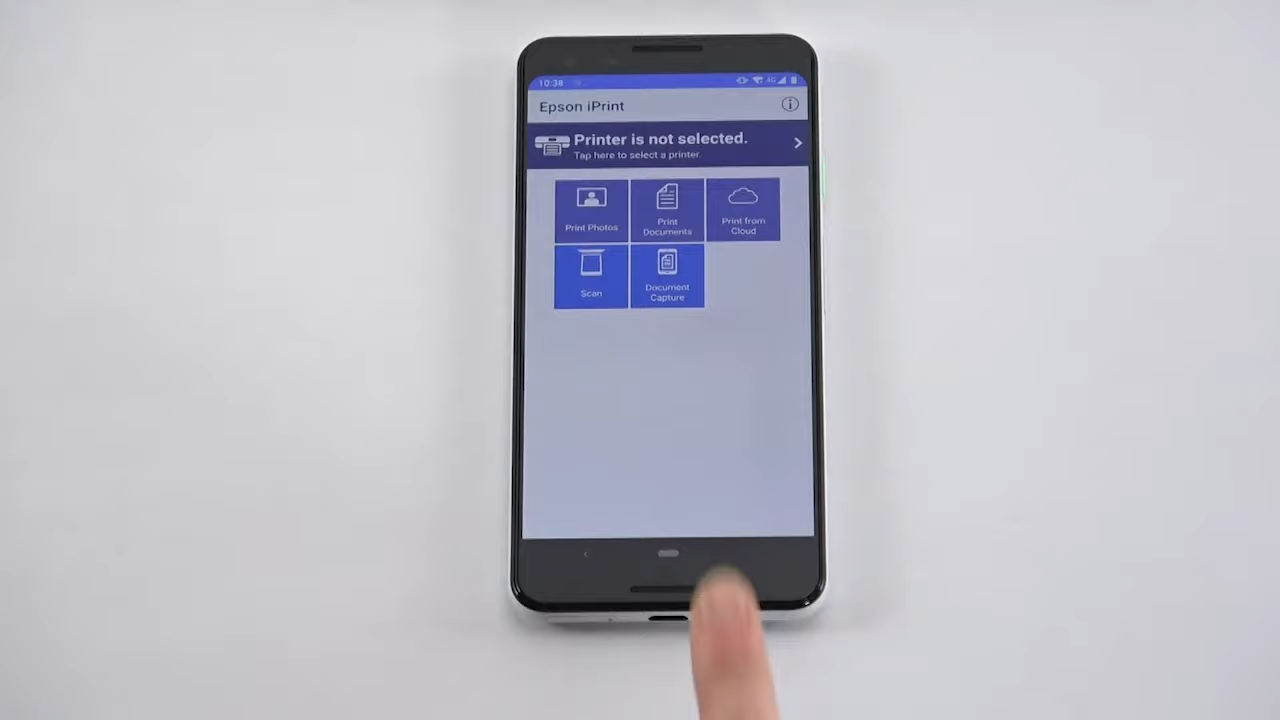 10:38
4G
Epson iPrint
Printer is not selected.
Tap here to select a printer.
Print Photos
Print
Documents
Print from
Cloud
Scan
Document
Capture